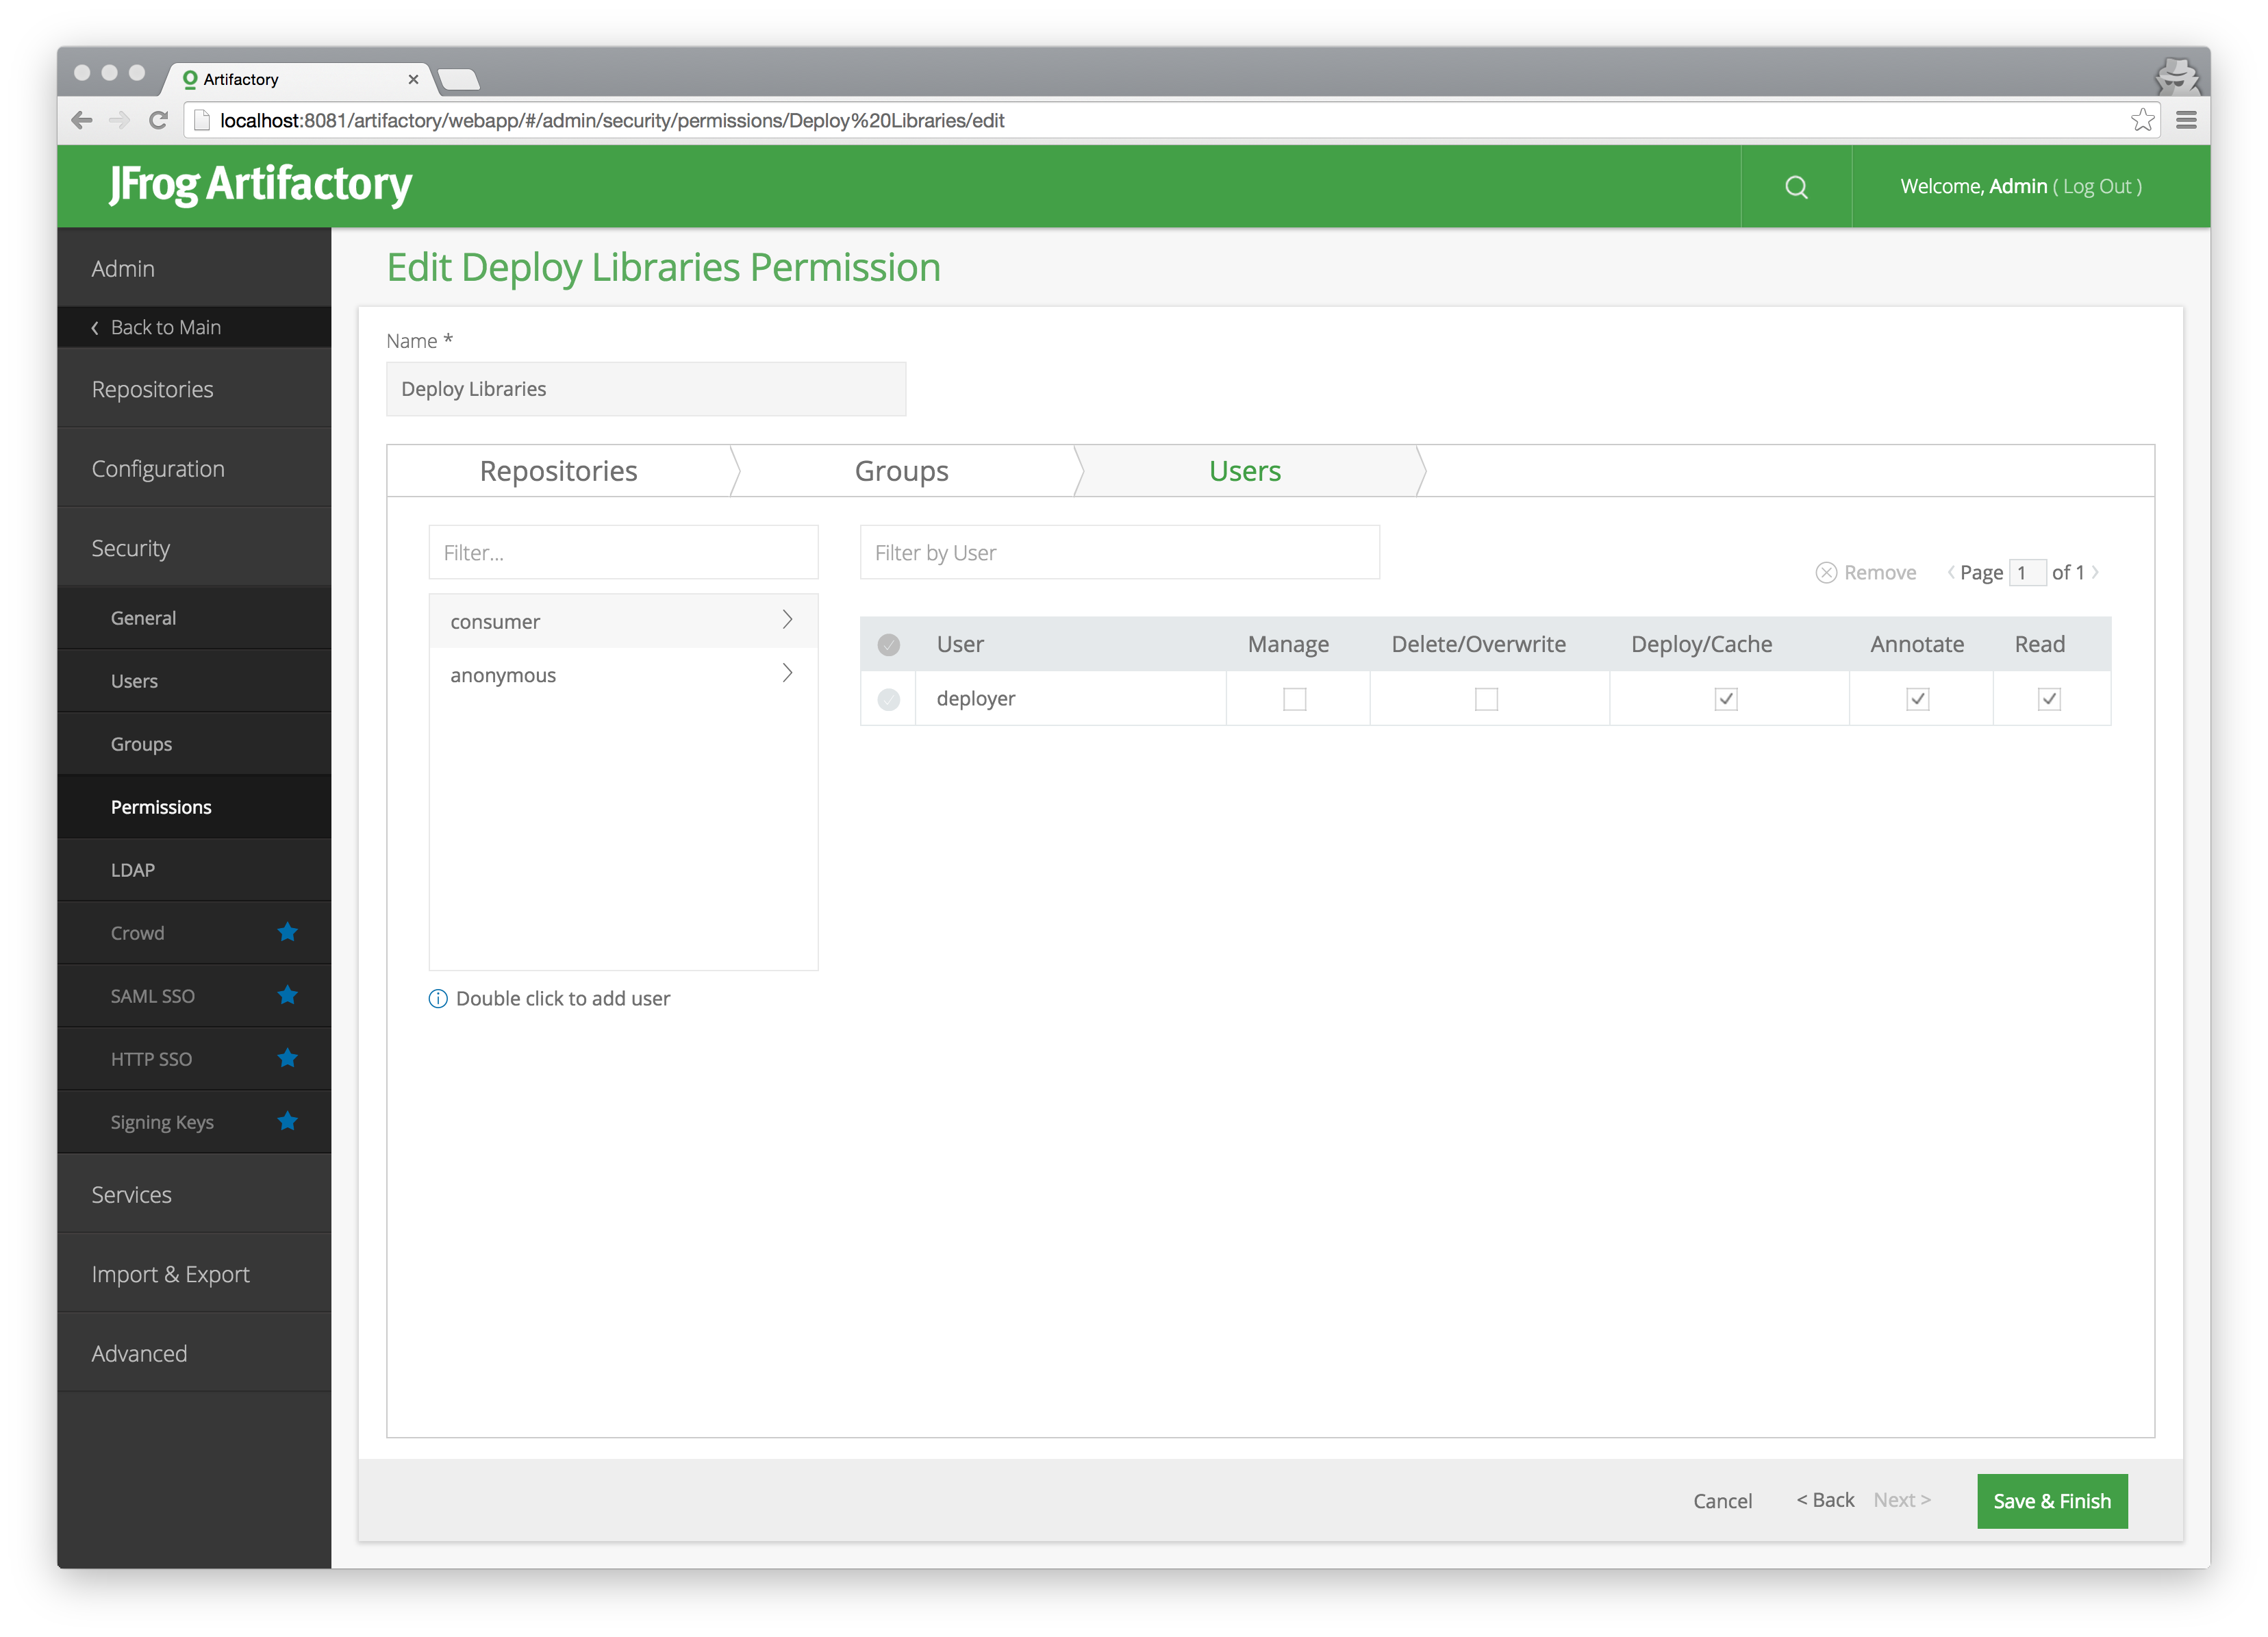 Artifactory
localhost:8081/artifactory/webapp/#/admin/security/permissions/Deploy%20Libraries/edit
JFrog Artifactory
Welcome, Admin ( Log Out )
Admin
Back to Main
Repositories
Configuration
Security
General
Users
Groups
Permissions
LDAP
Crowd
SAML SSO
HTTP SSO
Signing Keys
Services
Import & Export
Advanced
Edit Deploy Libraries Permission
Name *
Deploy Libraries
Repositories Groups Users
Filter...
consumer
anonymous
Double click to add user
Filter by User
Remove Page 1 of 1
User Manage Delete/Overwrite Deploy/Cache Annotate Read
deployer
Cancel < Back Next > Save & Finish